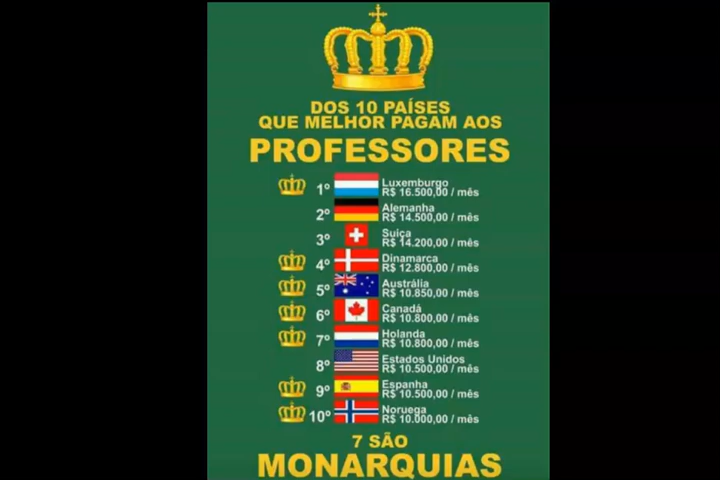 DOS 10 PAÍSES
QUE MELHOR PAGAM AOS
PROFESSORES
1º Luxemburgo
R$ 16.500,00 / mês
2º Alemanha
R$ 14.500,00 / mês
3º Suiça
R$ 14.200,00 / mês
4º Dinamarca
R$ 12.800,00 / mês
5º Austrália
R$ 10.850,00 / mês
6º Canadá
R$ 10.800,00 / mês
7º Holanda
R$ 10.800,00 / mês
8º Estados Unidos
R$ 10.500,00 / mês
9º Espanha
R$ 10.500,00 / mês
10º Noruega
R$ 10.000,00 / mês
7 SÃO
MONARQUIAS